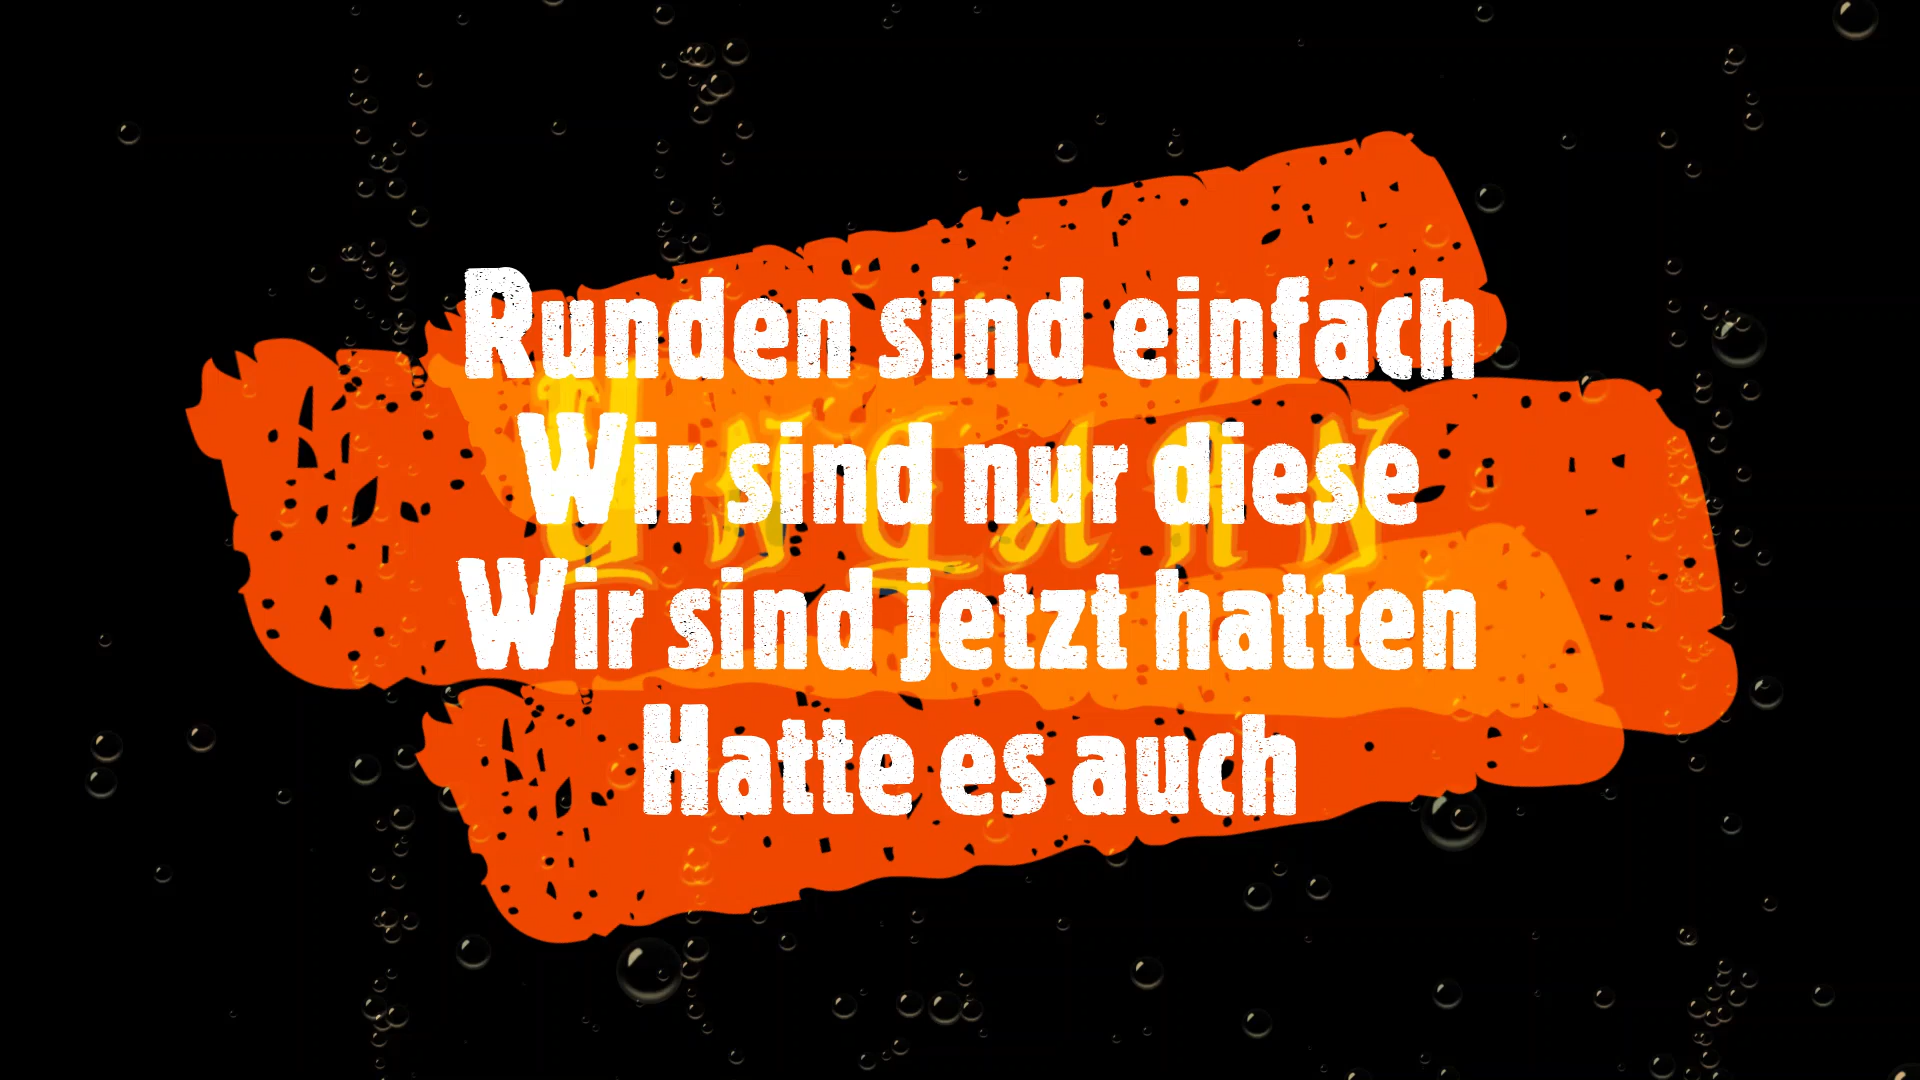 Runden sind einfach
Wir sind nur diese
Wir sind jetzt hatten
Hatte es auch